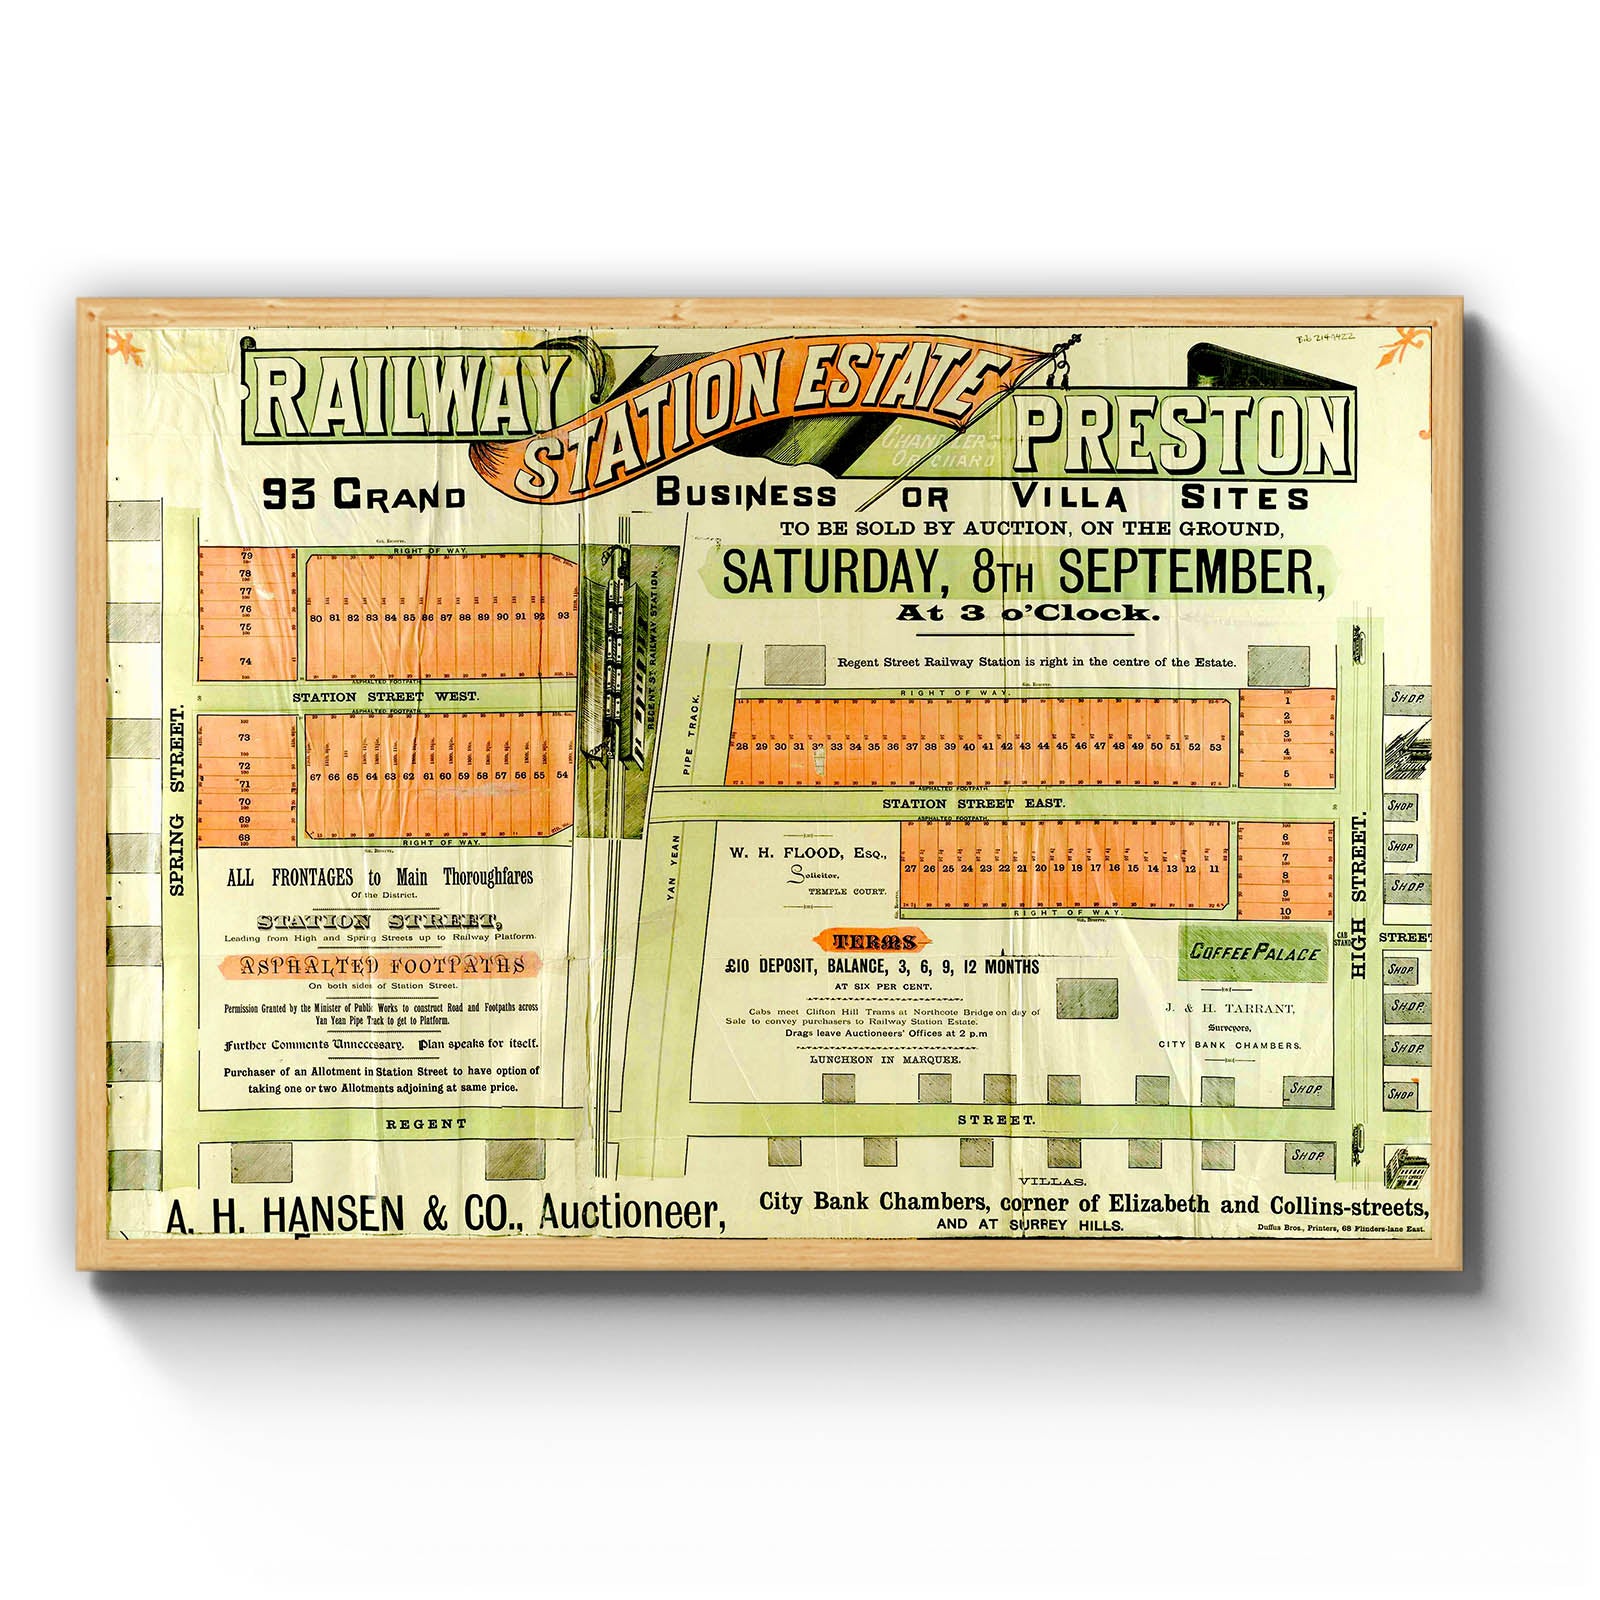 RAILWAY STATION ESTATE PRESTON
CHANDLER'S
ORCHARD
93 GRAND BUSINESS OR VILLA SITES
TO BE SOLD BY AUCTION, ON THE GROUND,
SATURDAY, 8TH SEPTEMBER,
At 3 o'Clock.
Regent Street Railway Station is right in the centre of the Estate.
RIGHT OF WAY.
79
78
77
76
75
74
80 81 82 83 84 85 86 87 88 89 90 91 92 93
ASPHALTED FOOTPATH
STATION STREET WEST.
ASPHALTED FOOTPATH
73
72
71
70
69
68
67 66 65 64 63 62 61 60 59 58 57 56 55 54
RIGHT OF WAY.
SPRING STREET.
REGENT ST RAILWAY STATION.
PIPE TRACK.
YAN YEAN
RIGHT OF WAY.
28 29 30 31 32 33 34 35 36 37 38 39 40 41 42 43 44 45 46 47 48 49 50 51 52 53
1
2
3
4
5
ASPHALTED FOOTPATH.
STATION STREET EAST.
ASPHALTED FOOTPATH.
27 26 25 24 23 22 21 20 19 18 17 16 15 14 13 12 11
6
7
8
9
10
RIGHT OF WAY.
HIGH STREET.
CAB STAND
STREET
SHOP
SHOP
SHOP
SHOP
SHOP
SHOP
SHOP
SHOP
ALL FRONTAGES to Main Thoroughfares
Of the District.
STATION STREET,
Leading from High and Spring Streets up to Railway Platform.
ASPHALTED FOOTPATHS
On both sides of Station Street.
Permission Granted by the Minister of Public Works to construct Road and Footpaths across
Yan Yean Pipe Track to get to Platform.
Further Comments Unneccessary. Plan speaks for itself.
Purchaser of an Allotment in Station Street to have option of
taking one or two Allotments adjoining at same price.
W. H. FLOOD, Esq.,
Solicitor,
TEMPLE COURT.
TERMS
£10 DEPOSIT, BALANCE, 3, 6, 9, 12 MONTHS
AT SIX PER CENT.
Cabs meet Clifton Hill Trams at Northcote Bridge on day of
Sale to convey purchasers to Railway Station Estate.
Drags leave Auctioneers' Offices at 2 p.m
LUNCHEON IN MARQUEE.
COFFEE PALACE
J. & H. TARRANT,
Surveyors,
CITY BANK CHAMBERS.
SHOP
REGENT STREET.
SHOP
VILLAS.
A. H. HANSEN & CO., Auctioneer,
City Bank Chambers, corner of Elizabeth and Collins-streets,
AND AT SURREY HILLS.
Duffus Bros., Printers, 68 Flinders-lane East.